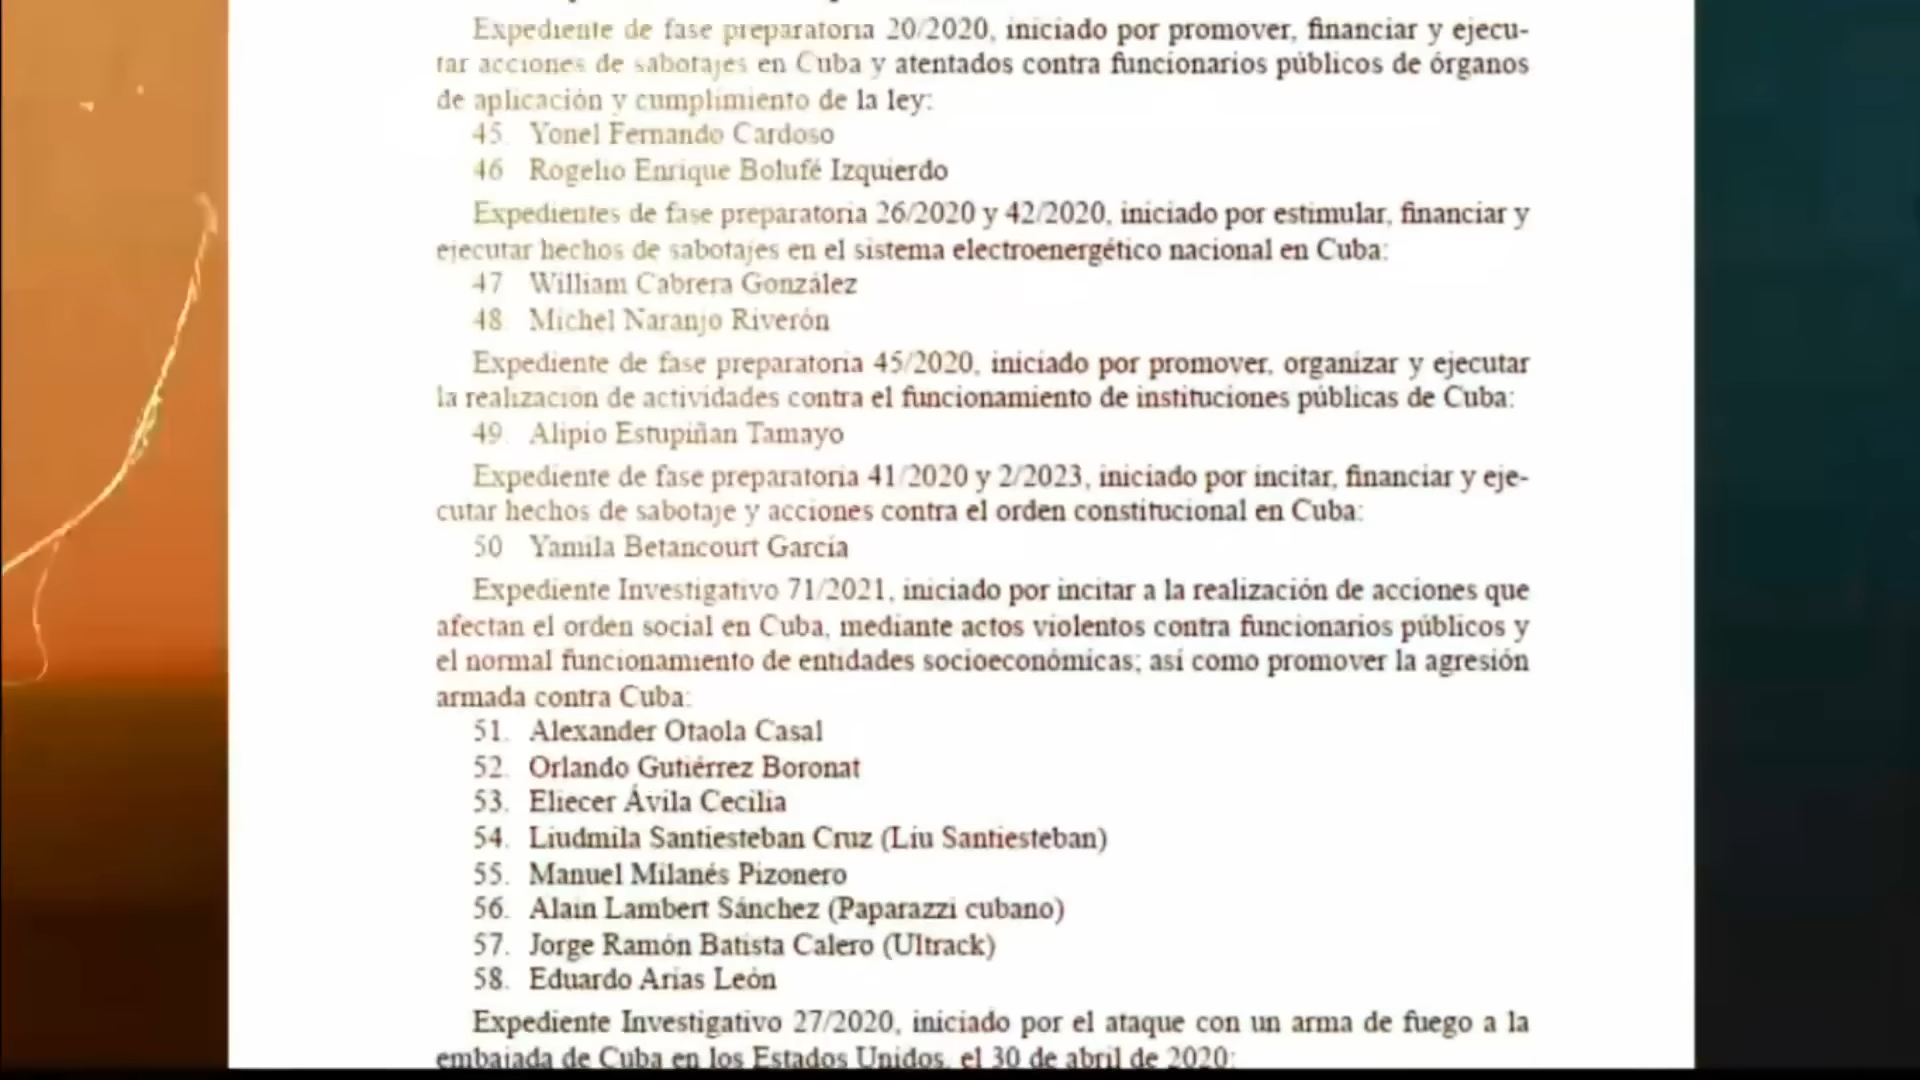 Expediente de fase preparatoria 20/2020, iniciado por promover, financiar y ejecu-
tar acciones de sabotajes en Cuba y atentados contra funcionarios públicos de órganos
de aplicación y cumplimiento de la ley:
45. Yonel Fernando Cardoso
46 Rogelio Enrique Bolufé Izquierdo
Expedientes de fase preparatoria 26/2020 y 42/2020, iniciado por estimular, financiar y
ejecutar hechos de sabotajes en el sistema electroenergético nacional en Cuba:
47 William Cabrera González
48. Michel Naranjo Riverón
Expediente de fase preparatoria 45/2020, iniciado por promover, organizar y ejecutar
la realización de actividades contra el funcionamiento de instituciones públicas de Cuba:
49. Alipio Estupiñan Tamayo
Expediente de fase preparatoria 41/2020 y 2/2023, iniciado por incitar, financiar y eje-
cutar hechos de sabotaje y acciones contra el orden constitucional en Cuba:
50 Yamila Betancourt García
Expediente Investigativo 71/2021, iniciado por incitar a la realización de acciones que
afectan el orden social en Cuba, mediante actos violentos contra funcionarios públicos y
el normal funcionamiento de entidades socioeconómicas; así como promover la agresión
armada contra Cuba:
51. Alexander Otaola Casal
52. Orlando Gutiérrez Boronat
53. Eliecer Ávila Cecilia
54. Liudmila Santiesteban Cruz (Liu Santiesteban)
55. Manuel Milanés Pizonero
56. Alain Lambert Sánchez (Paparazzi cubano)
57. Jorge Ramón Batista Calero (Ultrack)
58. Eduardo Arias León
Expediente Investigativo 27/2020, iniciado por el ataque con un arma de fuego a la
embajada de Cuba en los Estados Unidos, el 30 de abril de 2020: